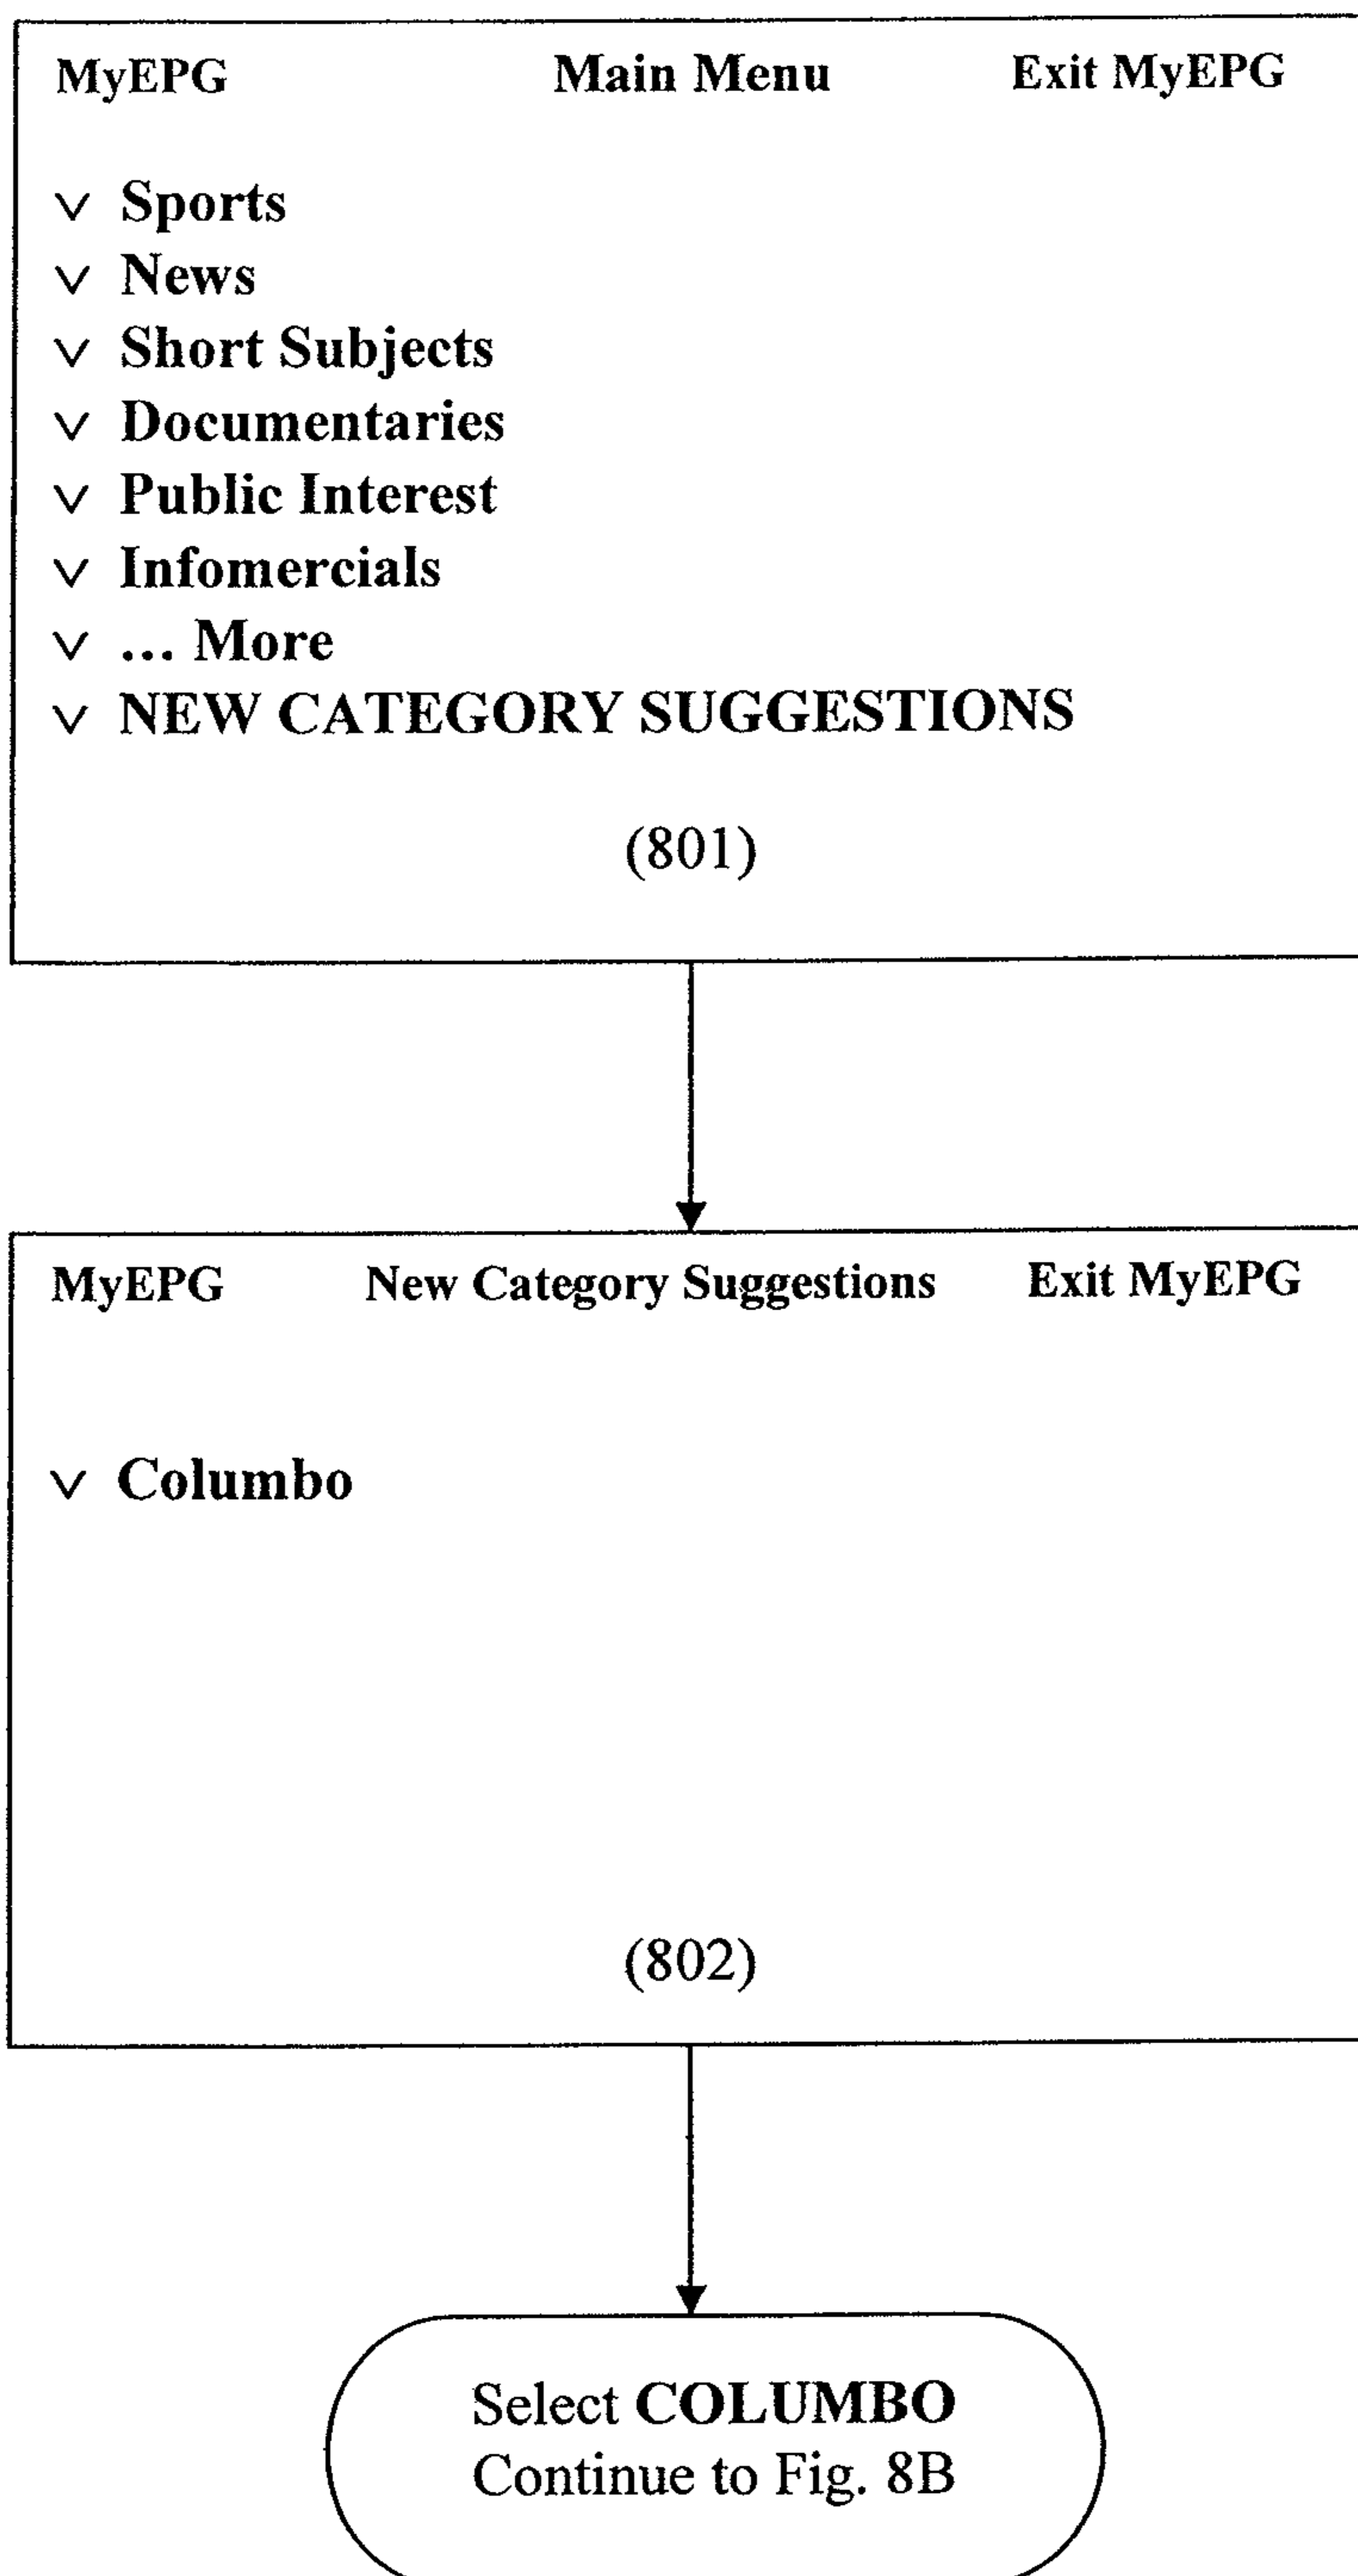 MyEPG Main Menu Exit MyEPG
v Sports
v News
v Short Subjects
v Documentaries
v Public Interest
v Infomercials
v ... More
v NEW CATEGORY SUGGESTIONS
(801)
MyEPG New Category Suggestions Exit MyEPG
v Columbo
(802)
Select COLUMBO
Continue to Fig. 8B